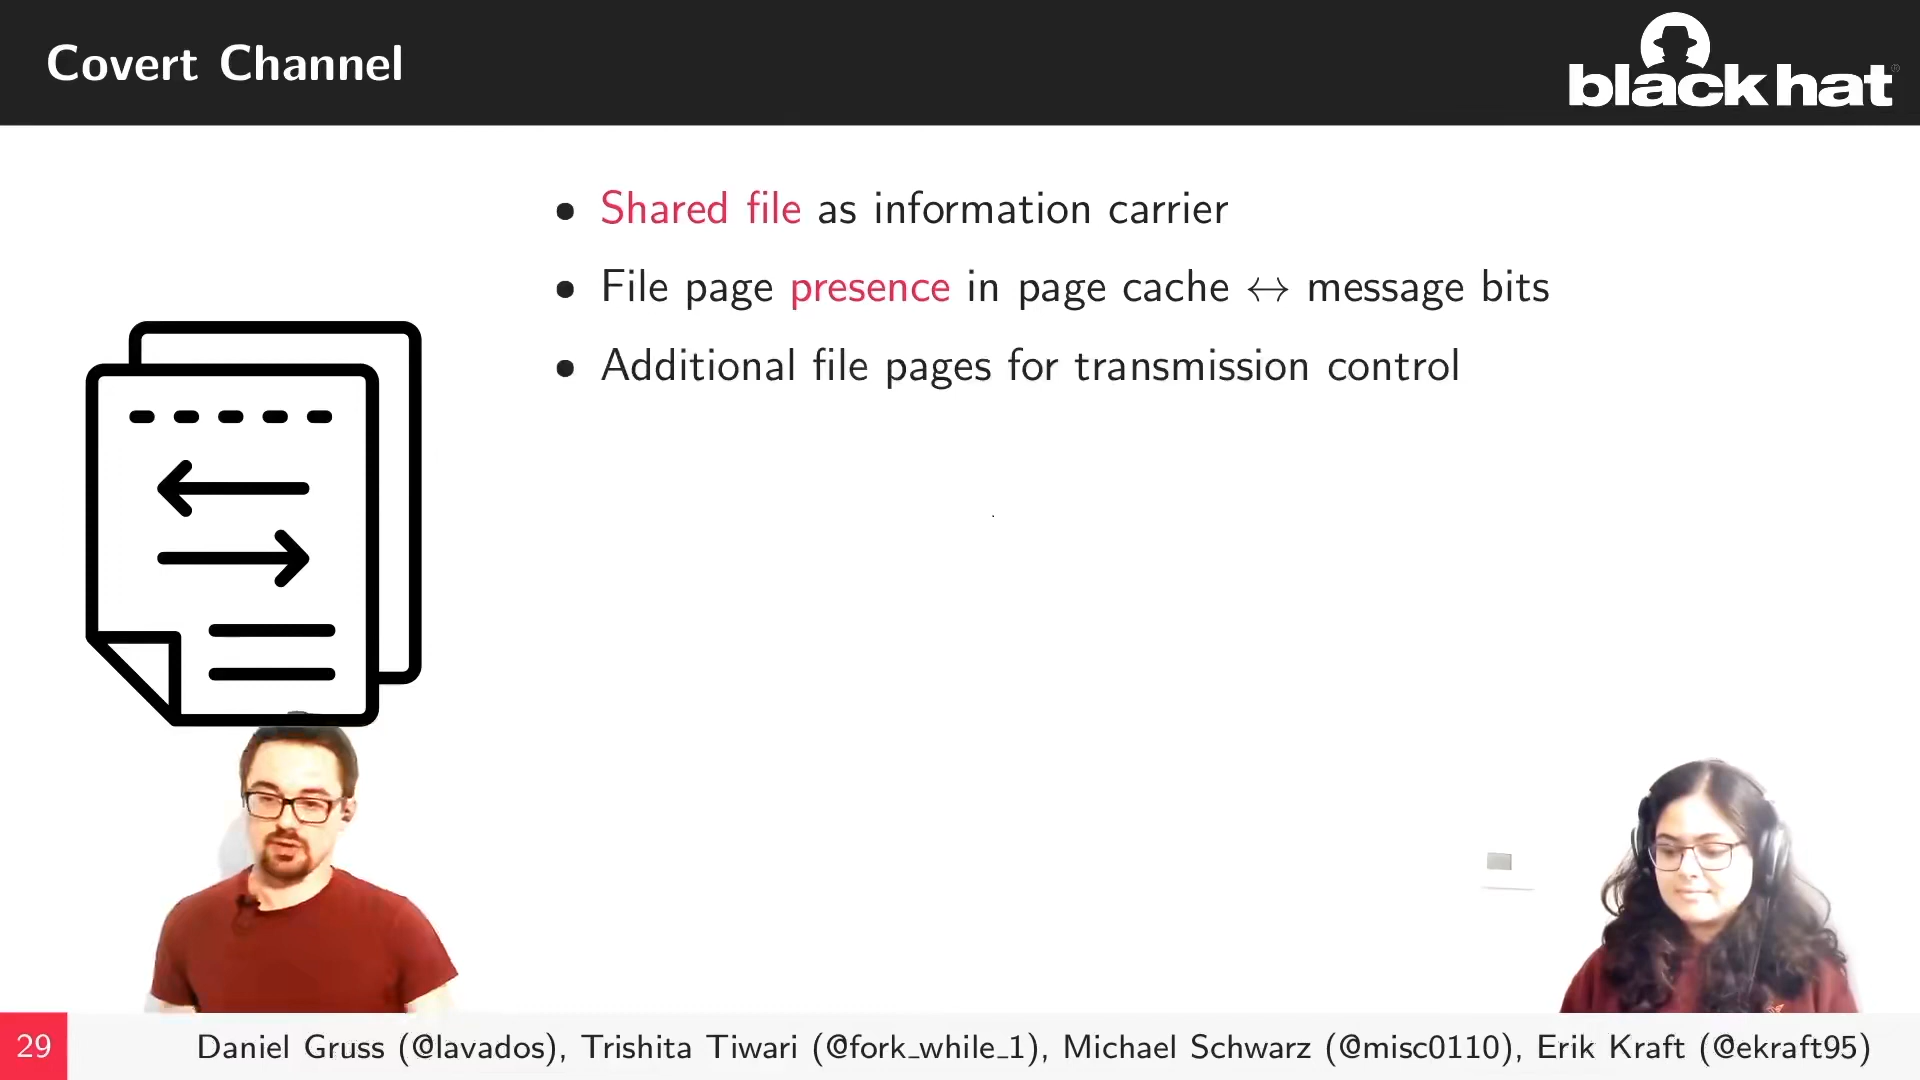 Covert Channel
black hat®
• Shared file as information carrier
• File page presence in page cache ↔ message bits
• Additional file pages for transmission control
29
Daniel Gruss (@lavados), Trishita Tiwari (@fork_while_1), Michael Schwarz (@misc0110), Erik Kraft (@ekraft95)